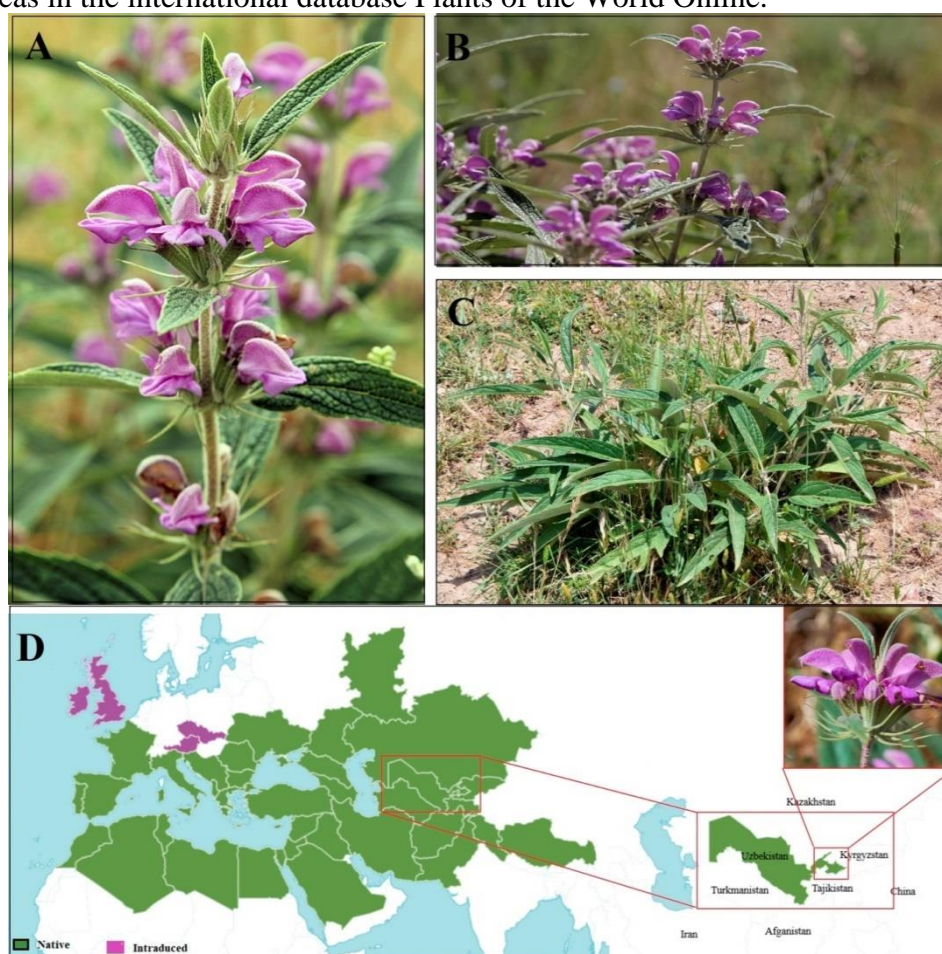 eas in the international database Plants of the World Online.
A
B
C
D
Kazakhstan
Uzbekistan
Kyrgyzstan
Turkmanistan
Tajikistan
China
Iran
Afganistan
Native
Intraduced